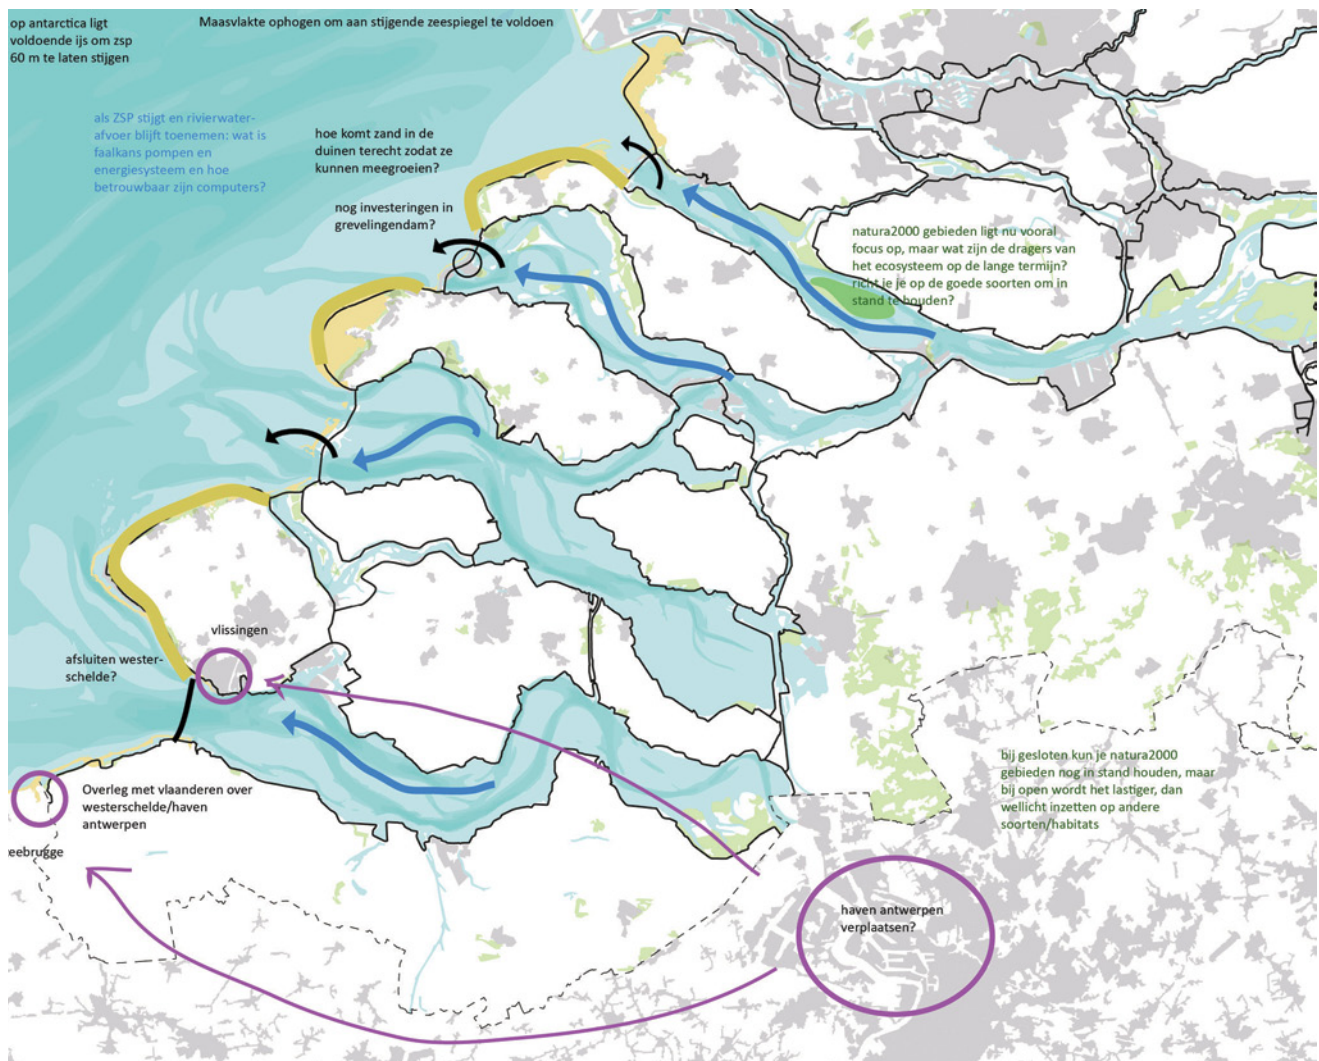 op antarctica ligt
voldoende ijs om zsp
60 m te laten stijgen
Maasvlakte ophogen om aan stijgende zeespiegel te voldoen
als ZSP stijgt en rivierwater-
afvoer blijft toenemen: wat is
faalkans pompen en
energiesysteem en hoe
betrouwbaar zijn computers?
hoe komt zand in de
duinen terecht zodat ze
kunnen meegroeien?
nog investeringen in
grevelingendam?
natura2000 gebieden ligt nu vooral
focus op, maar wat zijn de dragers van
het ecosysteem op de lange termijn?
richt je je op de goede soorten om in
stand te houden?
vlissingen
afsluiten wester-
schelde?
Overleg met vlaanderen over
westerschelde/haven
antwerpen
eebrugge
bij gesloten kun je natura2000
gebieden nog in stand houden, maar
bij open wordt het lastiger, dan
wellicht inzetten op andere
soorten/habitats
haven antwerpen
verplaatsen?